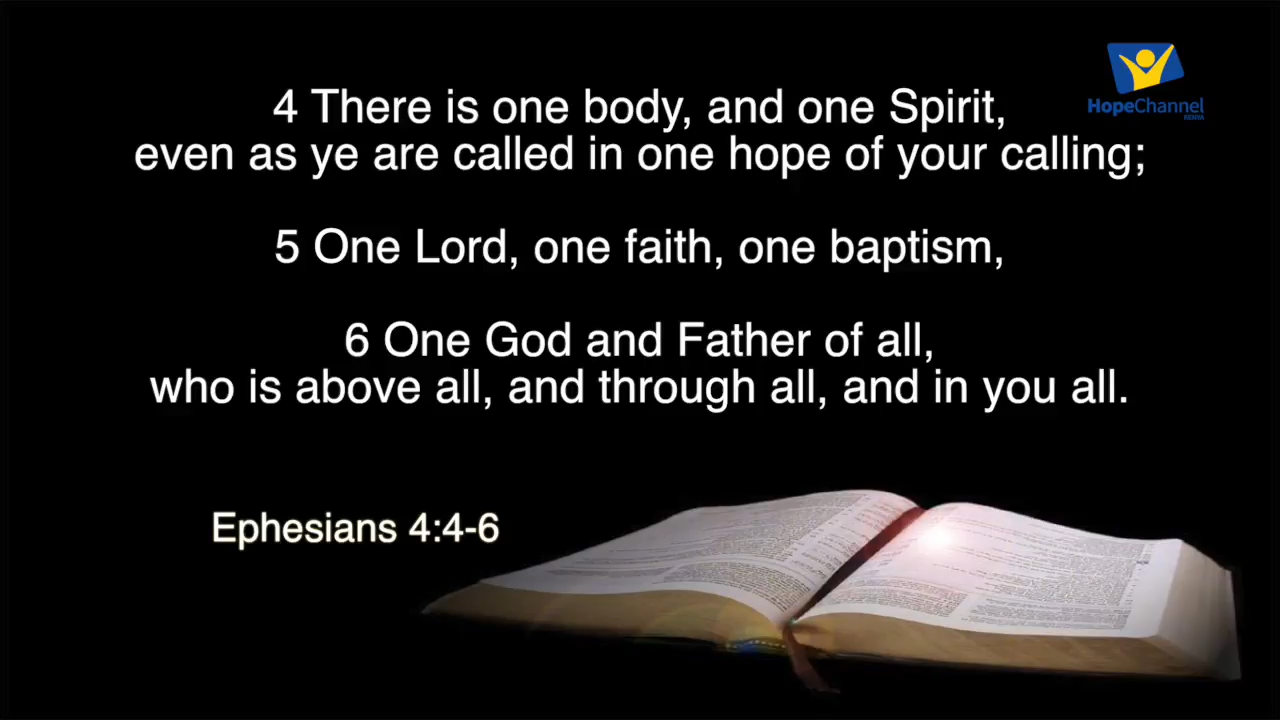 HopeChannel
KENYA
4 There is one body, and one Spirit,
even as ye are called in one hope of your calling;
5 One Lord, one faith, one baptism,
6 One God and Father of all,
who is above all, and through all, and in you all.
Ephesians 4:4-6